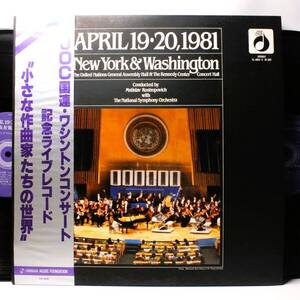 APRIL 19·20, 1981
New York & Washington
The United Nations General Assembly Hall & The Kennedy Center Concert Hall
Conducted by
Mstislav Rostropovich
with
The National Symphony Orchestra
JOC国連・ワシントンコンサート
記念ライブレコード
“小さな作曲家たちの世界”
YAMAHA MUSIC FOUNDATION